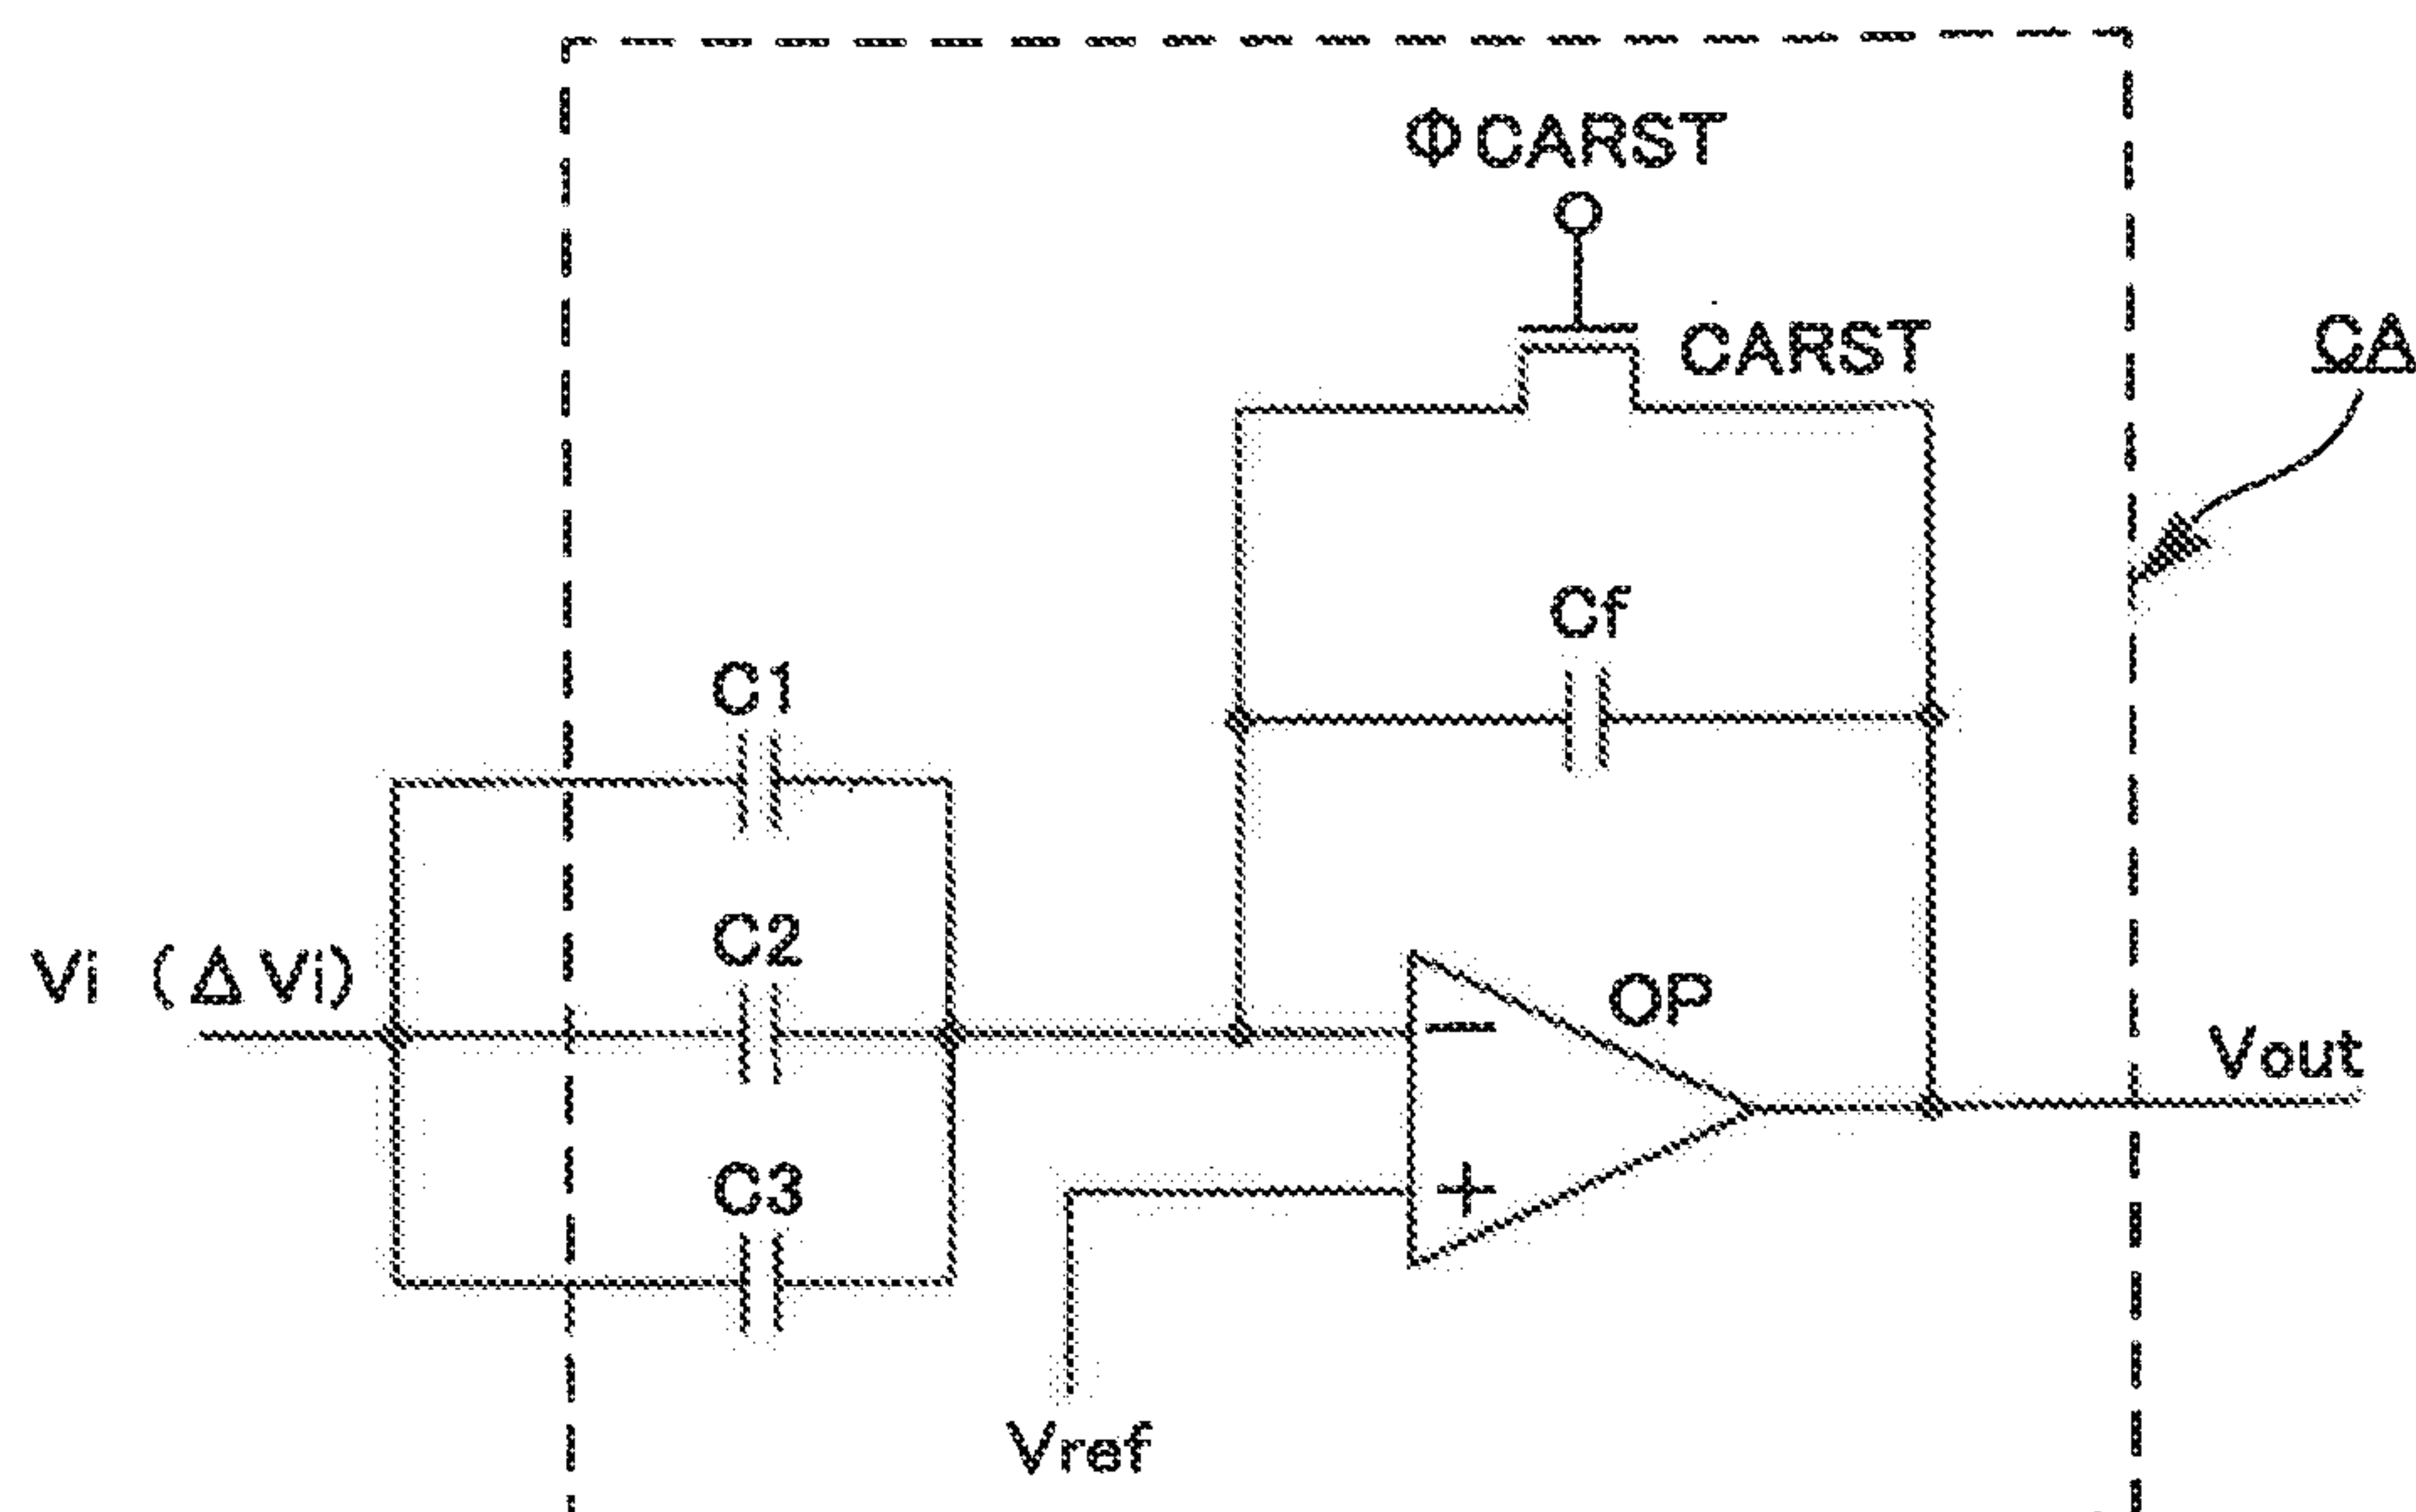 ΦCARST
CARST
CA
Cf
C1
C2
Vi (ΔVi)
OP
−
Vout
C3
+
Vref